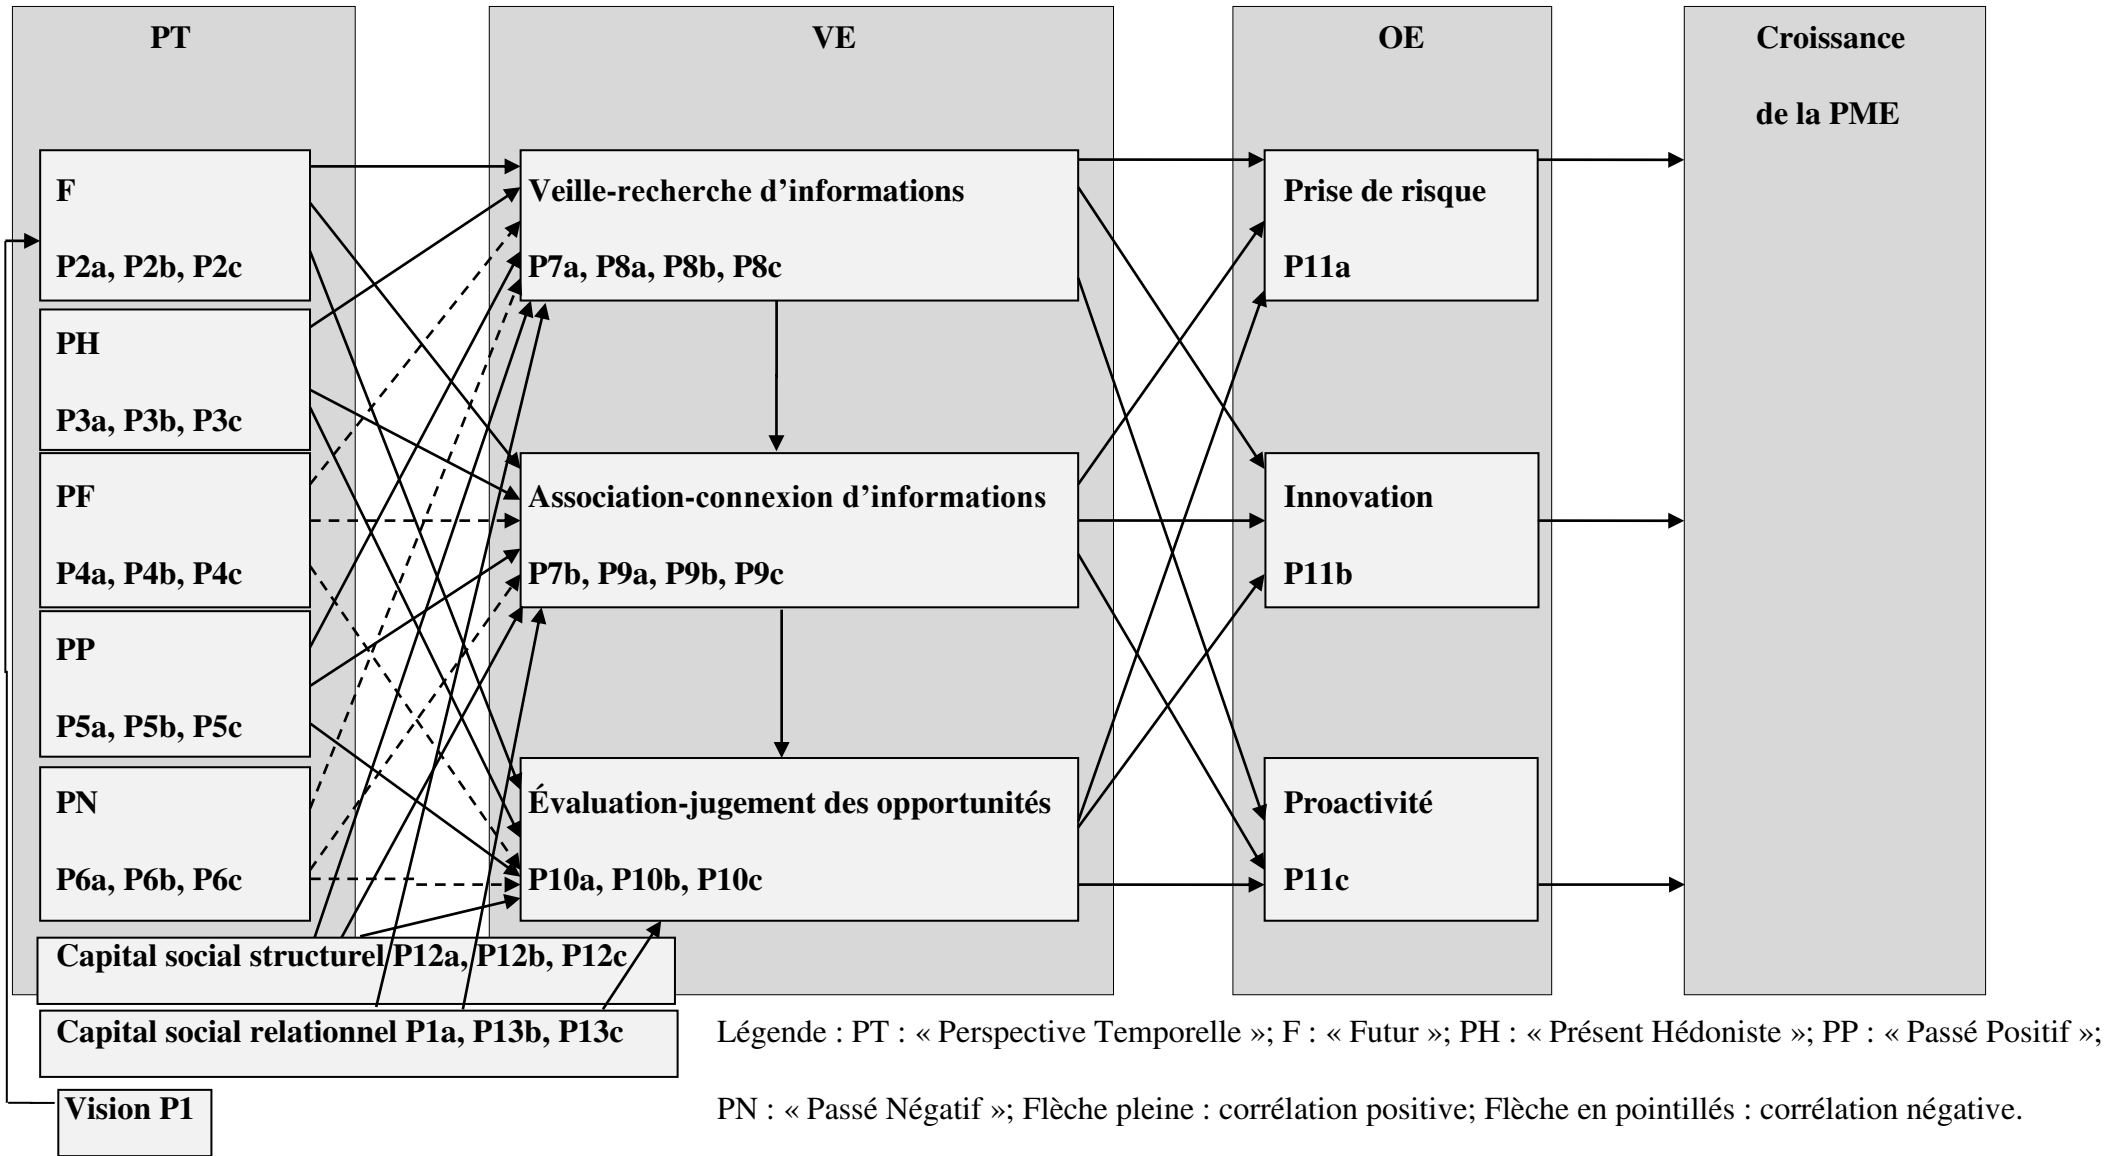 PT
VE
OE
Croissance
de la PME
F
P2a, P2b, P2c
PH
P3a, P3b, P3c
PF
P4a, P4b, P4c
PP
P5a, P5b, P5c
PN
P6a, P6b, P6c
Capital social structurel P12a, P12b, P12c
Capital social relationnel P1a, P13b, P13c
Vision P1
Veille-recherche d’informations
P7a, P8a, P8b, P8c
Association-connexion d’informations
P7b, P9a, P9b, P9c
Évaluation-jugement des opportunités
P10a, P10b, P10c
Prise de risque
P11a
Innovation
P11b
Proactivité
P11c
Légende : PT : « Perspective Temporelle »; F : « Futur »; PH : « Présent Hédoniste »; PP : « Passé Positif »;
PN : « Passé Négatif »; Flèche pleine : corrélation positive; Flèche en pointillés : corrélation négative.